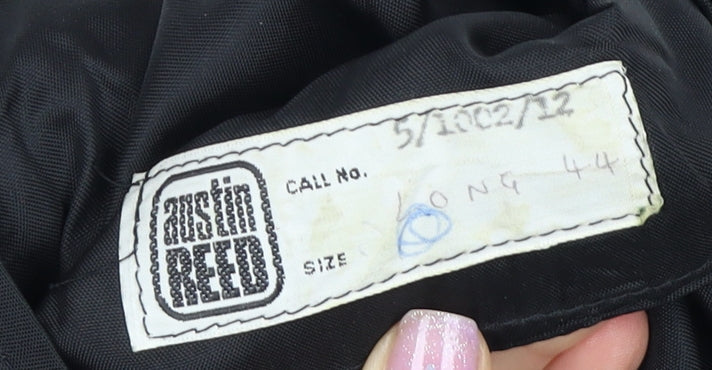 austin
REED
CALL No.
5/1002/12
LONG 44
SIZE